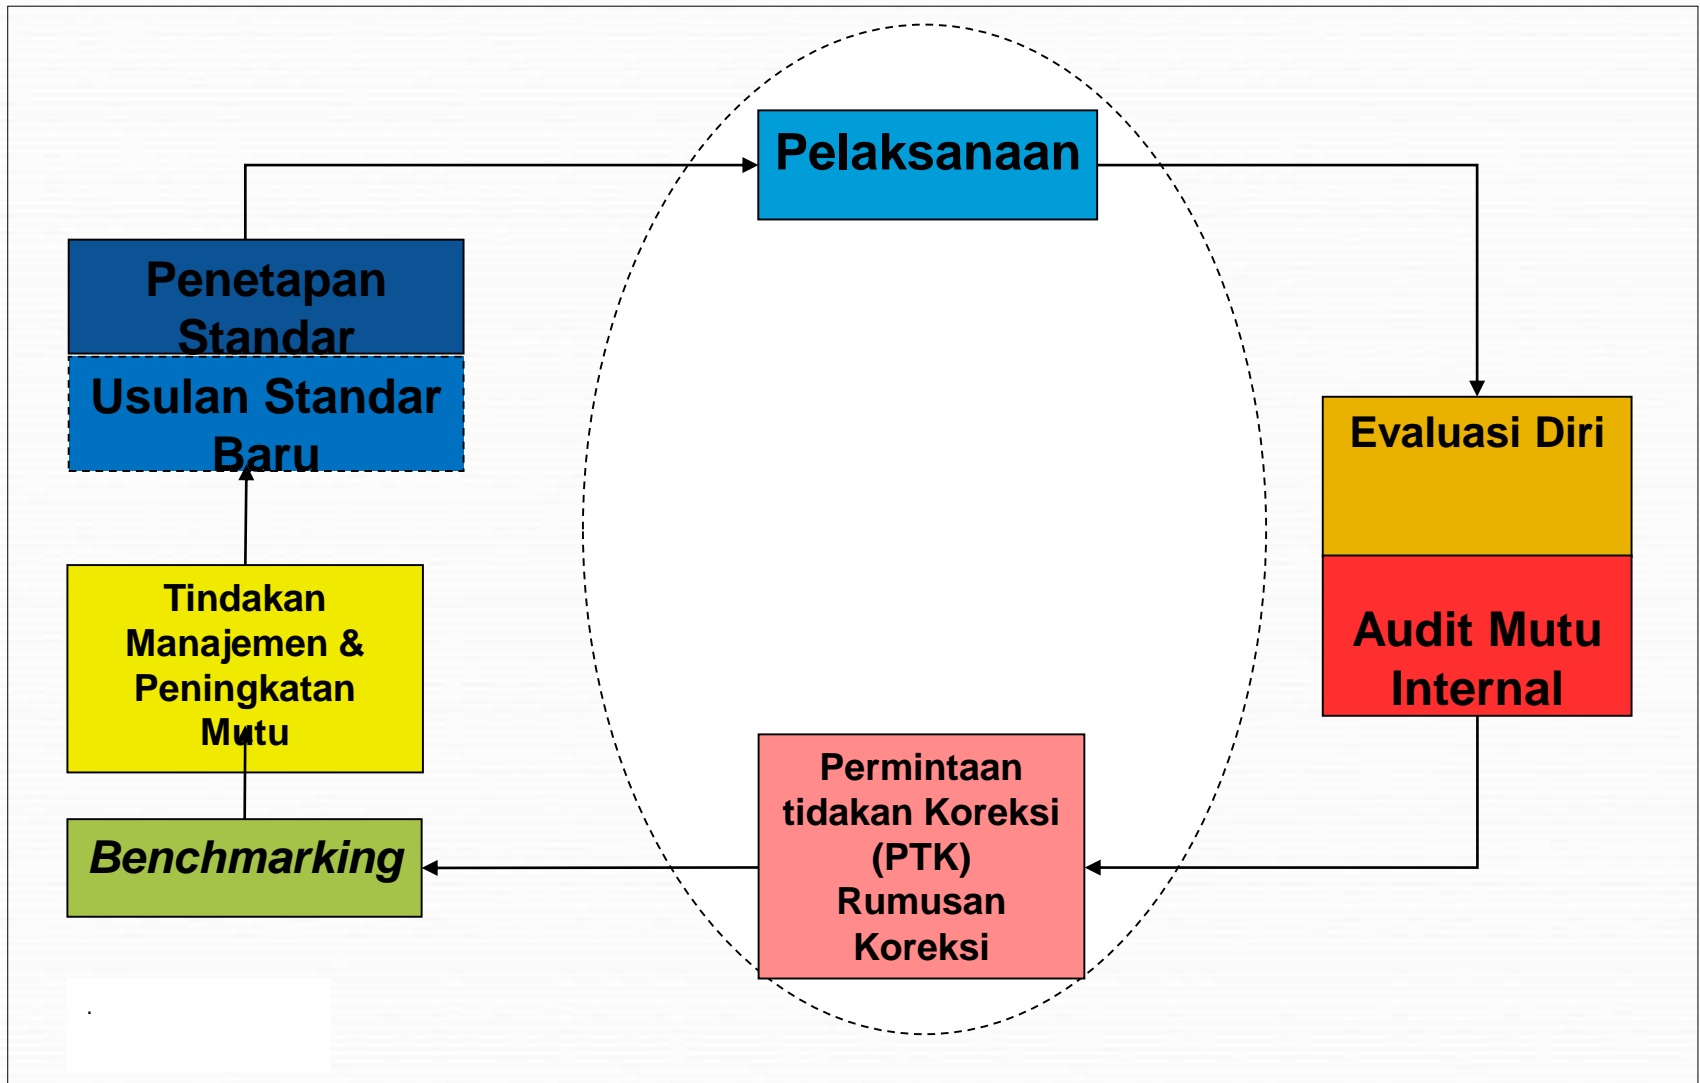 Pelaksanaan
Penetapan
Standar
Usulan Standar
Baru
Evaluasi Diri
Audit Mutu
Internal
Tindakan
Manajemen &
Peningkatan
Mutu
Permintaan
tidakan Koreksi
(PTK)
Rumusan
Koreksi
Benchmarking
.